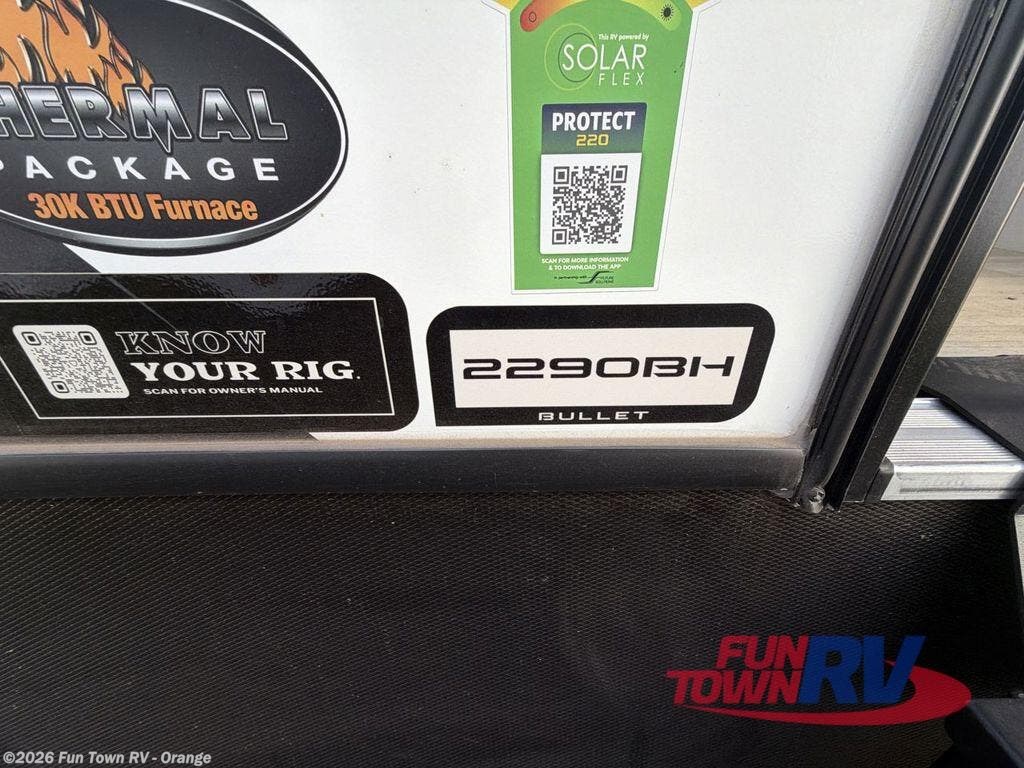 THERMAL
PACKAGE
30K BTU Furnace
This RV powered by
SOLAR
FLEX
PROTECT
220
SCAN FOR MORE INFORMATION
& TO DOWNLOAD THE APP
KNOW
YOUR RIG.
SCAN FOR OWNER'S MANUAL
2290BH
BULLET
FUN
TOWN RV
©2026 Fun Town RV - Orange